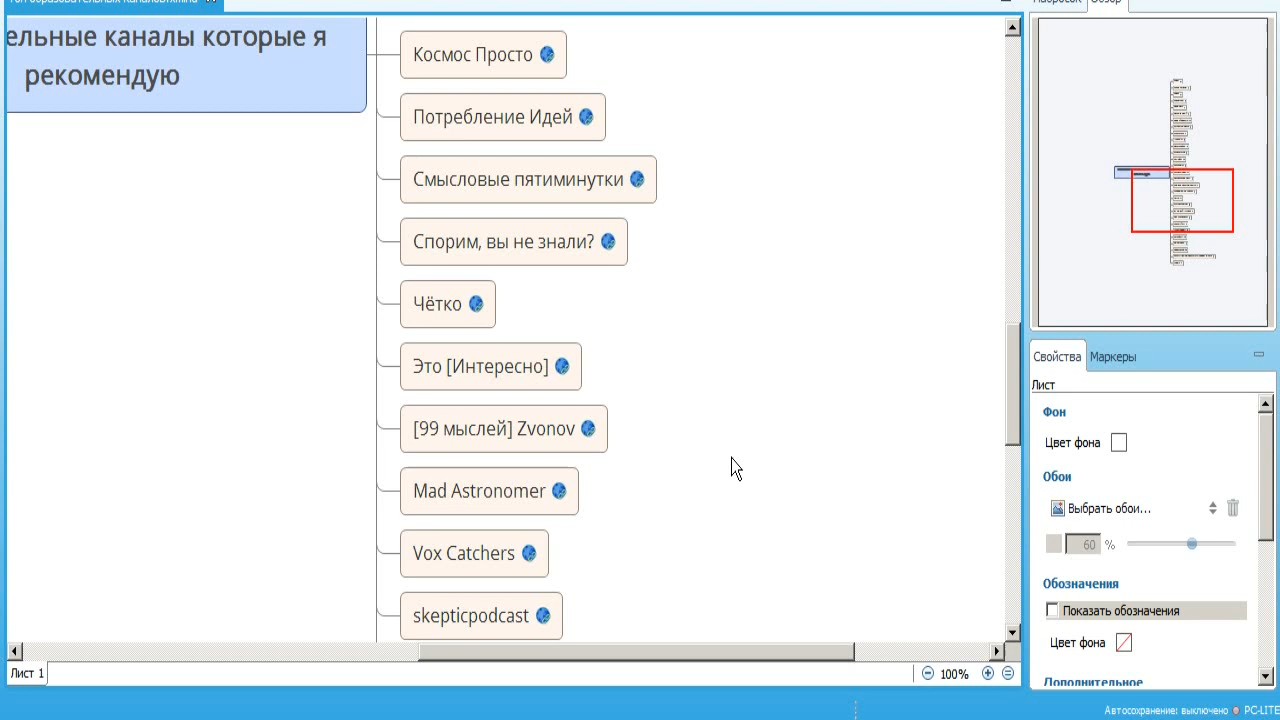 ельные каналы которые я
рекомендую
Космос Просто
Потребление Идей
Смысловые пятиминутки
Спорим, вы не знали?
Чётко
Это [Интересно]
[99 мыслей] Zvonov
Mad Astronomer
Vox Catchers
skepticpodcast
Лист 1
100%
Свойства
Маркеры
Лист
Фон
Цвет фона
Обои
Выбрать обои...
60 %
Обозначения
Показать обозначения
Цвет фона
Дополнительное
Автосохранение: выключено
PC-LITE